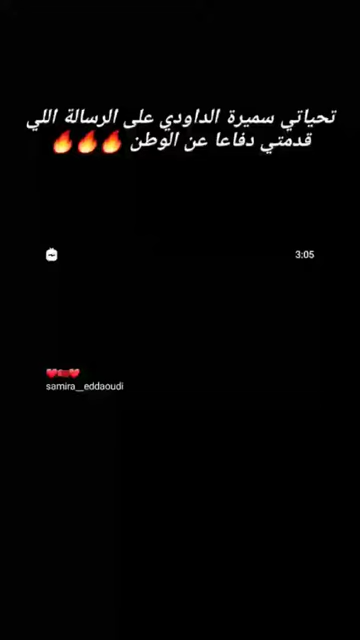 تحياتي سميرة الداودي على الرسالة اللي
قدمتي دفاعا عن الوطن 🔥🔥🔥
3:05
❤️🇲🇦❤️
samira__eddaoudi